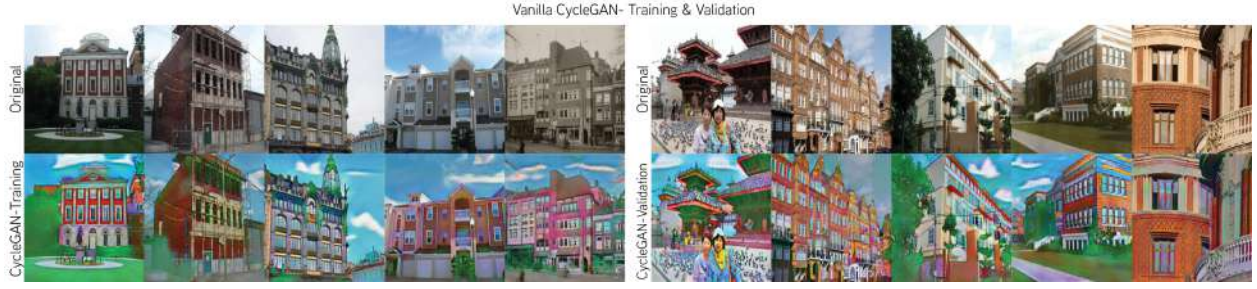 Vanilla CycleGAN- Training & Validation
Original
CycleGAN-Training
Original
CycleGAN-Validation